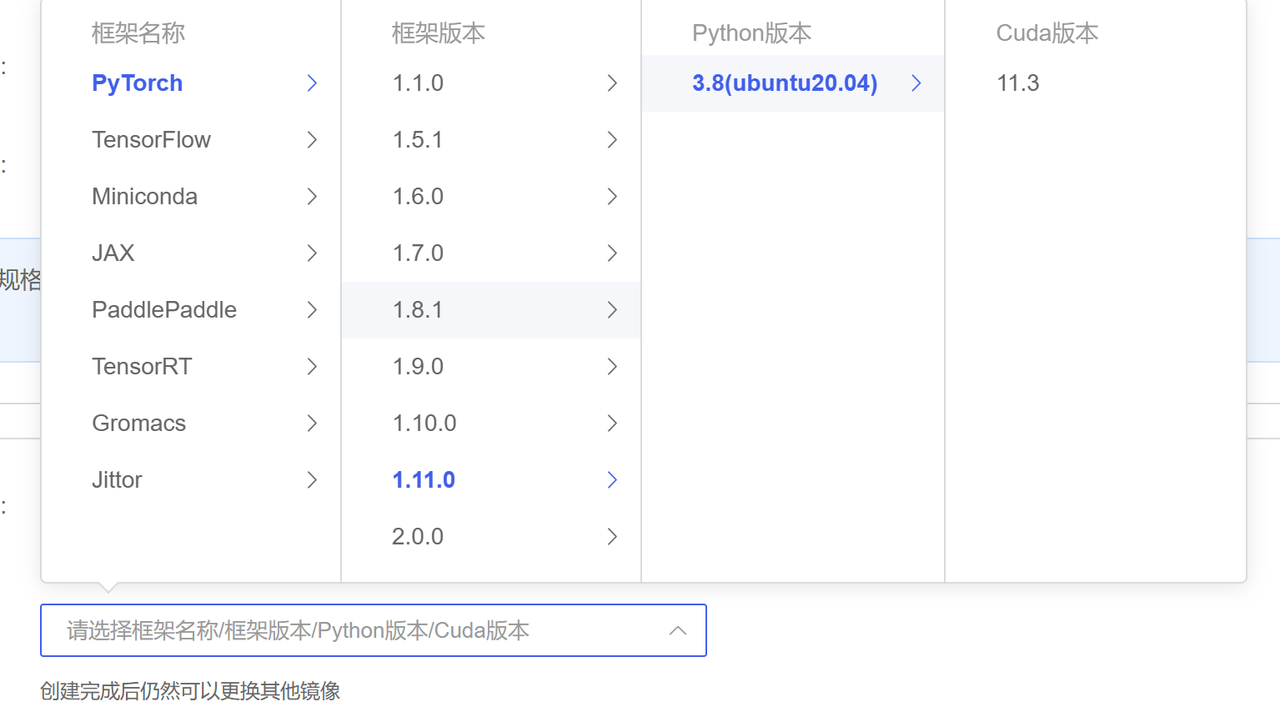 框架名称 框架版本 Python版本 Cuda版本
: PyTorch 1.1.0 3.8(ubuntu20.04) 11.3
TensorFlow 1.5.1
:
Miniconda 1.6.0
JAX 1.7.0
规格
PaddlePaddle 1.8.1
TensorRT 1.9.0
Gromacs 1.10.0
Jittor 1.11.0
:
2.0.0
请选择框架名称/框架版本/Python版本/Cuda版本
创建完成后仍然可以更换其他镜像